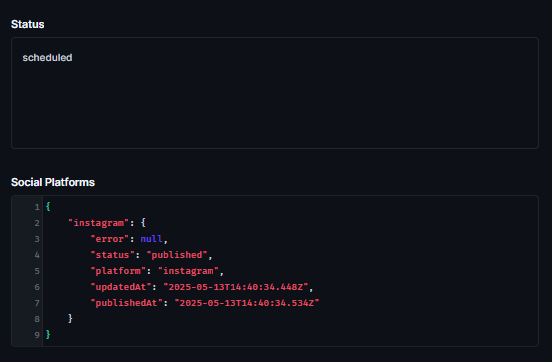 Status
scheduled
Social Platforms
1 {
2 "instagram": {
3 "error": null,
4 "status": "published",
5 "platform": "instagram",
6 "updatedAt": "2025-05-13T14:40:34.448Z",
7 "publishedAt": "2025-05-13T14:40:34.534Z"
8 }
9 }